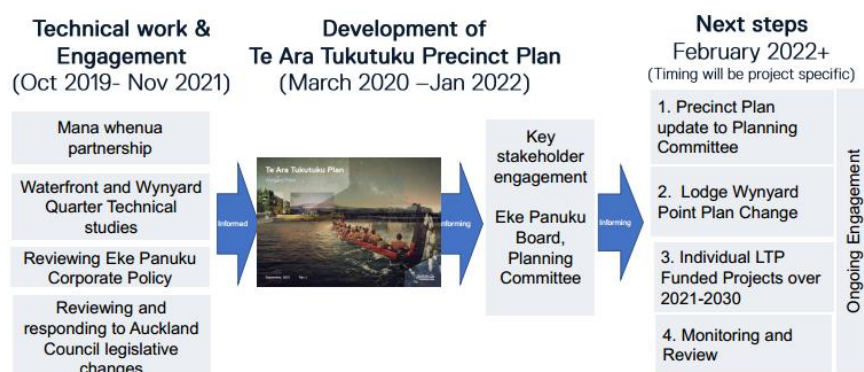 Technical work &
Engagement
(Oct 2019- Nov 2021)
Mana whenua
partnership
Waterfront and Wynyard
Quarter Technical
studies
Reviewing Eke Panuku
Corporate Policy
Reviewing and
responding to Auckland
Council legislative
changes
Informed
Development of
Te Ara Tukutuku Precinct Plan
(March 2020 –Jan 2022)
Te Ara Tukutuku Plan
Informing
Key
stakeholder
engagement
Eke Panuku
Board,
Planning
Committee
Informing
Next steps
February 2022+
(Timing will be project specific)
1. Precinct Plan
update to Planning
Committee
2. Lodge Wynyard
Point Plan Change
3. Individual LTP
Funded Projects over
2021-2030
4. Monitoring and
Review
Ongoing Engagement